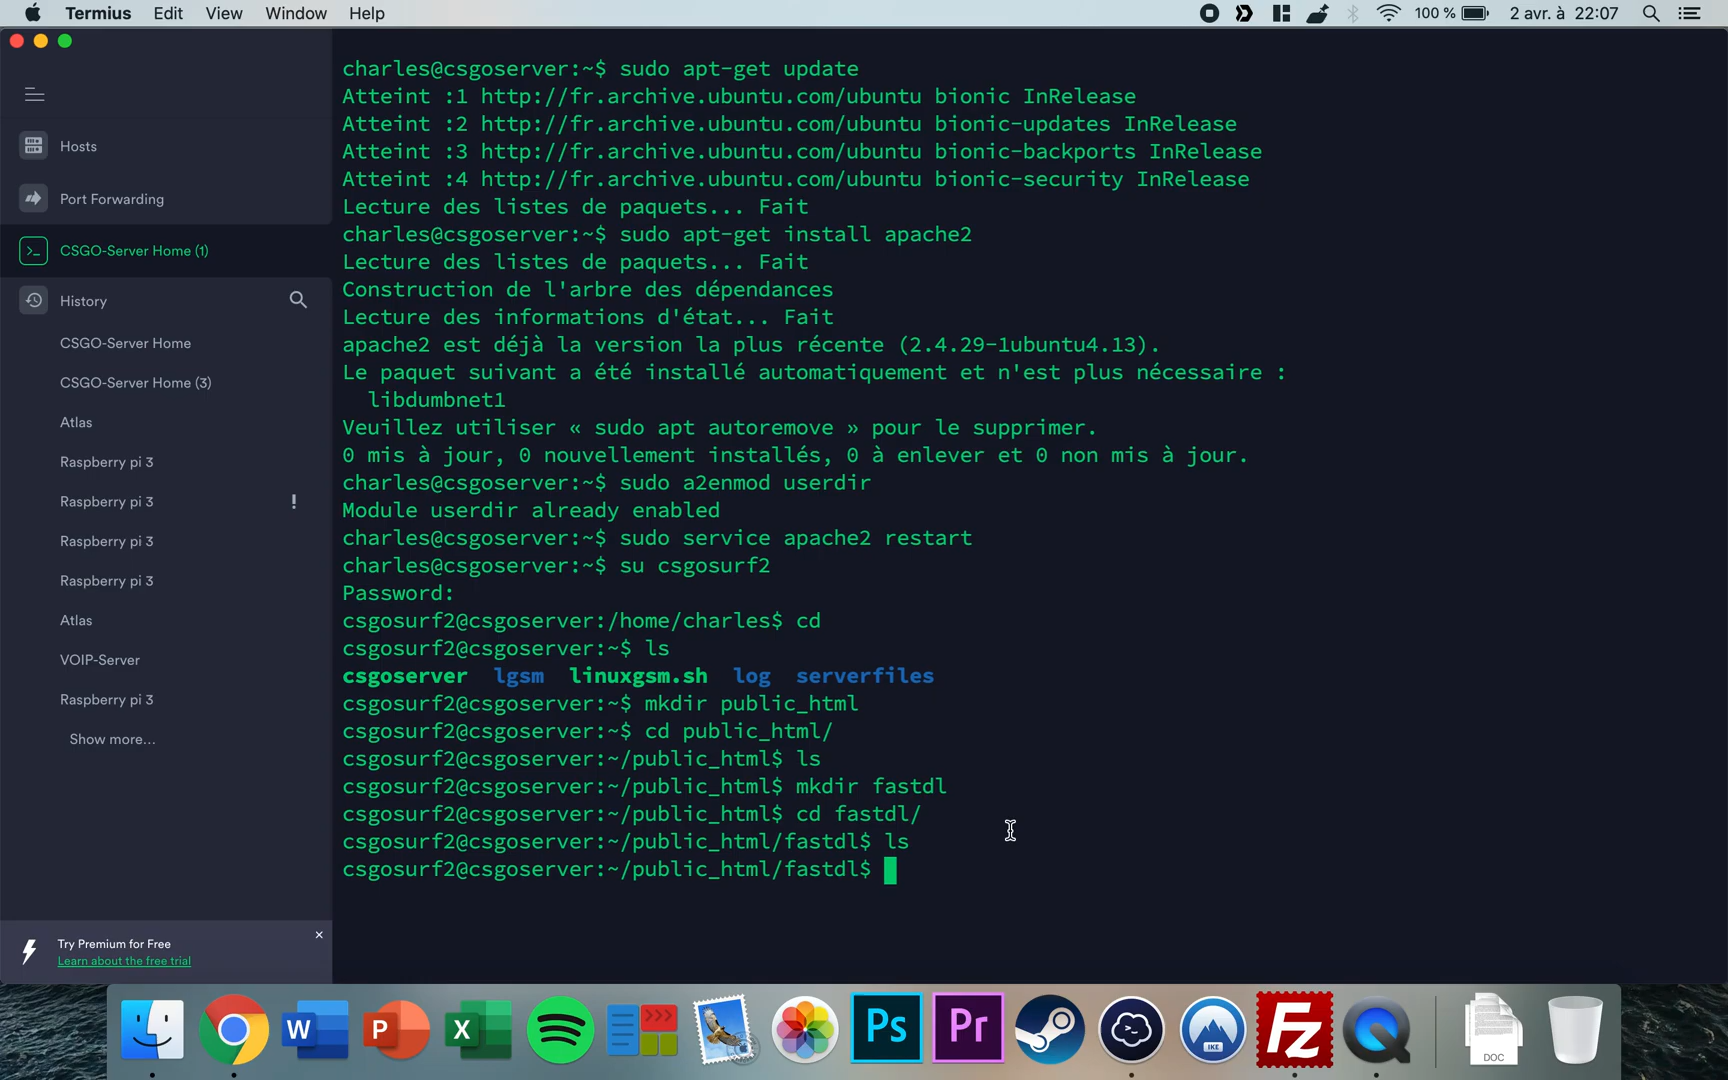 Termius Edit View Window Help 100 % 2 avr. à 22:07
Hosts
Port Forwarding
CSGO-Server Home (1)
History
CSGO-Server Home
CSGO-Server Home (3)
Atlas
Raspberry pi 3
Raspberry pi 3 !
Raspberry pi 3
Raspberry pi 3
Atlas
VOIP-Server
Raspberry pi 3
Show more...
Try Premium for Free
Learn about the free trial
charles@csgoserver:~$ sudo apt-get update
Atteint :1 http://fr.archive.ubuntu.com/ubuntu bionic InRelease
Atteint :2 http://fr.archive.ubuntu.com/ubuntu bionic-updates InRelease
Atteint :3 http://fr.archive.ubuntu.com/ubuntu bionic-backports InRelease
Atteint :4 http://fr.archive.ubuntu.com/ubuntu bionic-security InRelease
Lecture des listes de paquets... Fait
charles@csgoserver:~$ sudo apt-get install apache2
Lecture des listes de paquets... Fait
Construction de l'arbre des dépendances
Lecture des informations d'état... Fait
apache2 est déjà la version la plus récente (2.4.29-1ubuntu4.13).
Le paquet suivant a été installé automatiquement et n'est plus nécessaire :
libdumbnet1
Veuillez utiliser « sudo apt autoremove » pour le supprimer.
0 mis à jour, 0 nouvellement installés, 0 à enlever et 0 non mis à jour.
charles@csgoserver:~$ sudo a2enmod userdir
Module userdir already enabled
charles@csgoserver:~$ sudo service apache2 restart
charles@csgoserver:~$ su csgosurf2
Password:
csgosurf2@csgoserver:/home/charles$ cd
csgosurf2@csgoserver:~$ ls
csgoserver lgsm linuxgsm.sh log serverfiles
csgosurf2@csgoserver:~$ mkdir public_html
csgosurf2@csgoserver:~$ cd public_html/
csgosurf2@csgoserver:~/public_html$ ls
csgosurf2@csgoserver:~/public_html$ mkdir fastdl
csgosurf2@csgoserver:~/public_html$ cd fastdl/
csgosurf2@csgoserver:~/public_html/fastdl$ ls
csgosurf2@csgoserver:~/public_html/fastdl$
W P X Ps Pr IKE Fz DOC